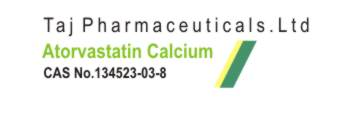 Taj Pharmaceuticals.Ltd
Atorvastatin Calcium
CAS No.134523-03-8